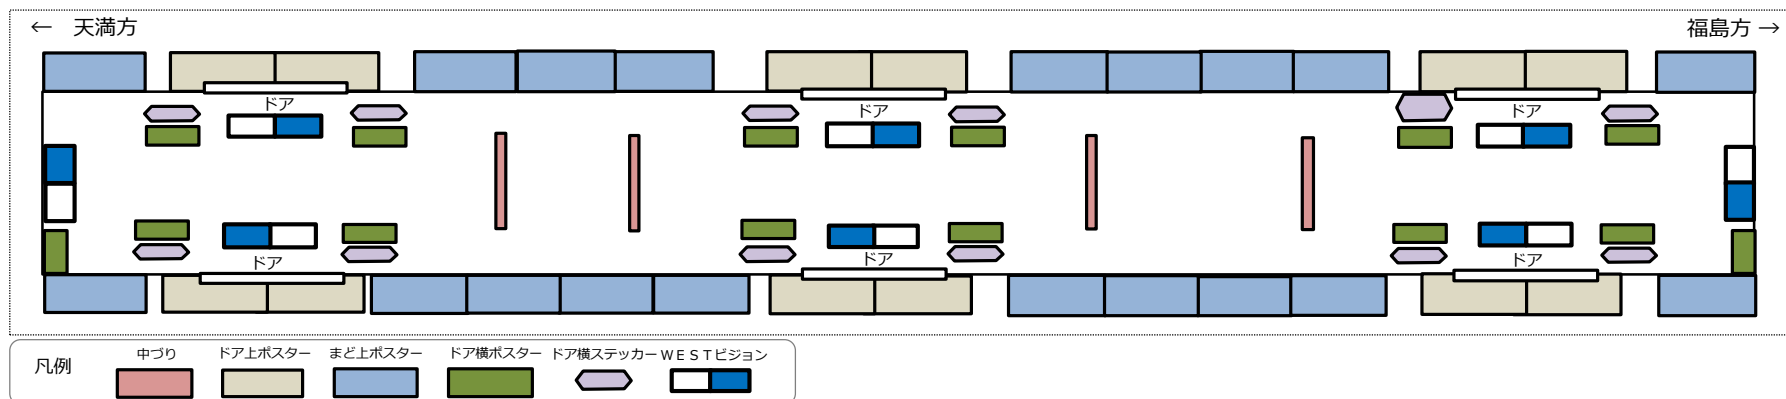 ← 天満方
福島方 →
ドア
ドア
ドア
ドア
ドア
ドア
凡例
中づり
ドア上ポスター
まど上ポスター
ドア横ポスター
ドア横ステッカー
ＷＥＳＴビジョン